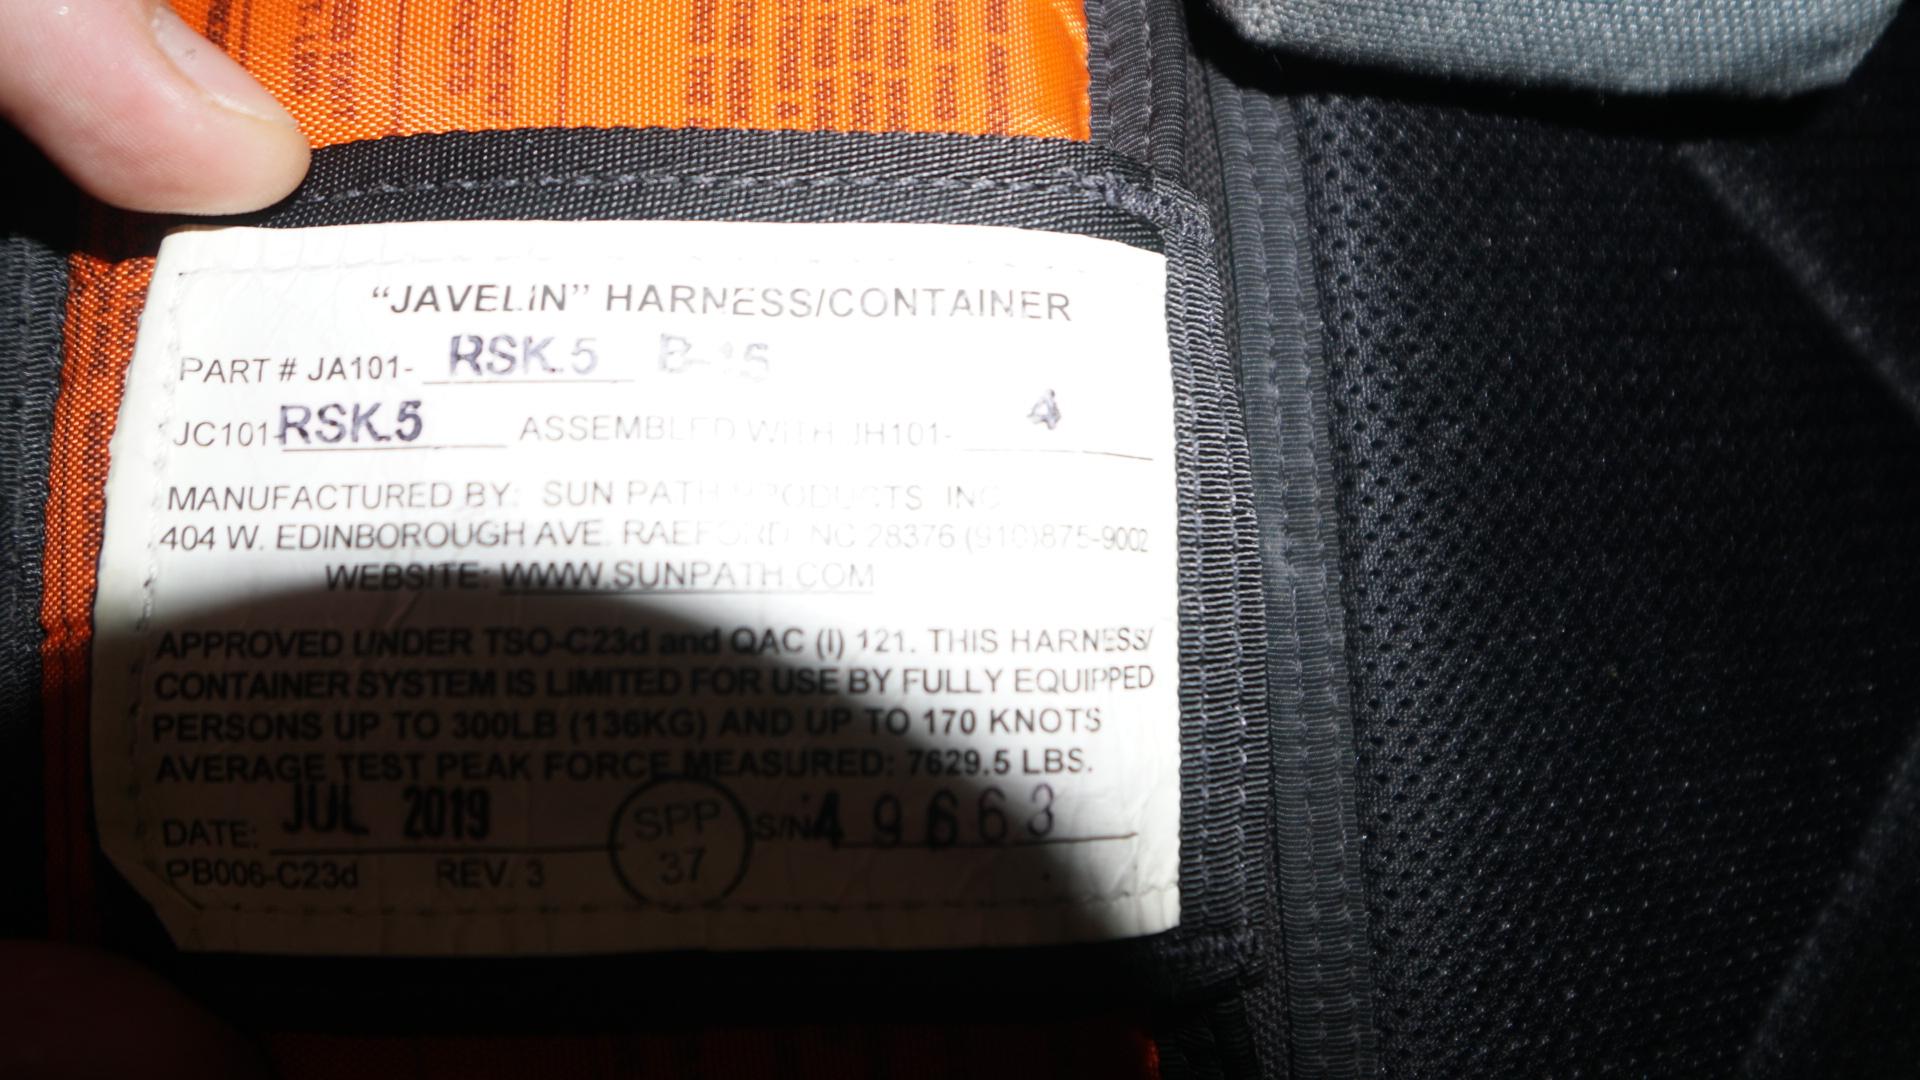 “JAVELIN” HARNESS/CONTAINER
PART # JA101- RSK.5
JC101- RSK.5 ASSEMBLED WITH JH101- 4
MANUFACTURED BY: SUN PATH PRODUCTS INC
404 W. EDINBOROUGH AVE. RAEFORD NC 28376 (910)875-9002
WEBSITE: WWW.SUNPATH.COM
APPROVED UNDER TSO-C23d and QAC (I) 121. THIS HARNESS/
CONTAINER SYSTEM IS LIMITED FOR USE BY FULLY EQUIPPED
PERSONS UP TO 300LB (136KG) AND UP TO 170 KNOTS
AVERAGE TEST PEAK FORCE MEASURED: 7629.5 LBS.
DATE: JUL 2019 SPP 37 S/N 49663
PB006-C23d REV. 3